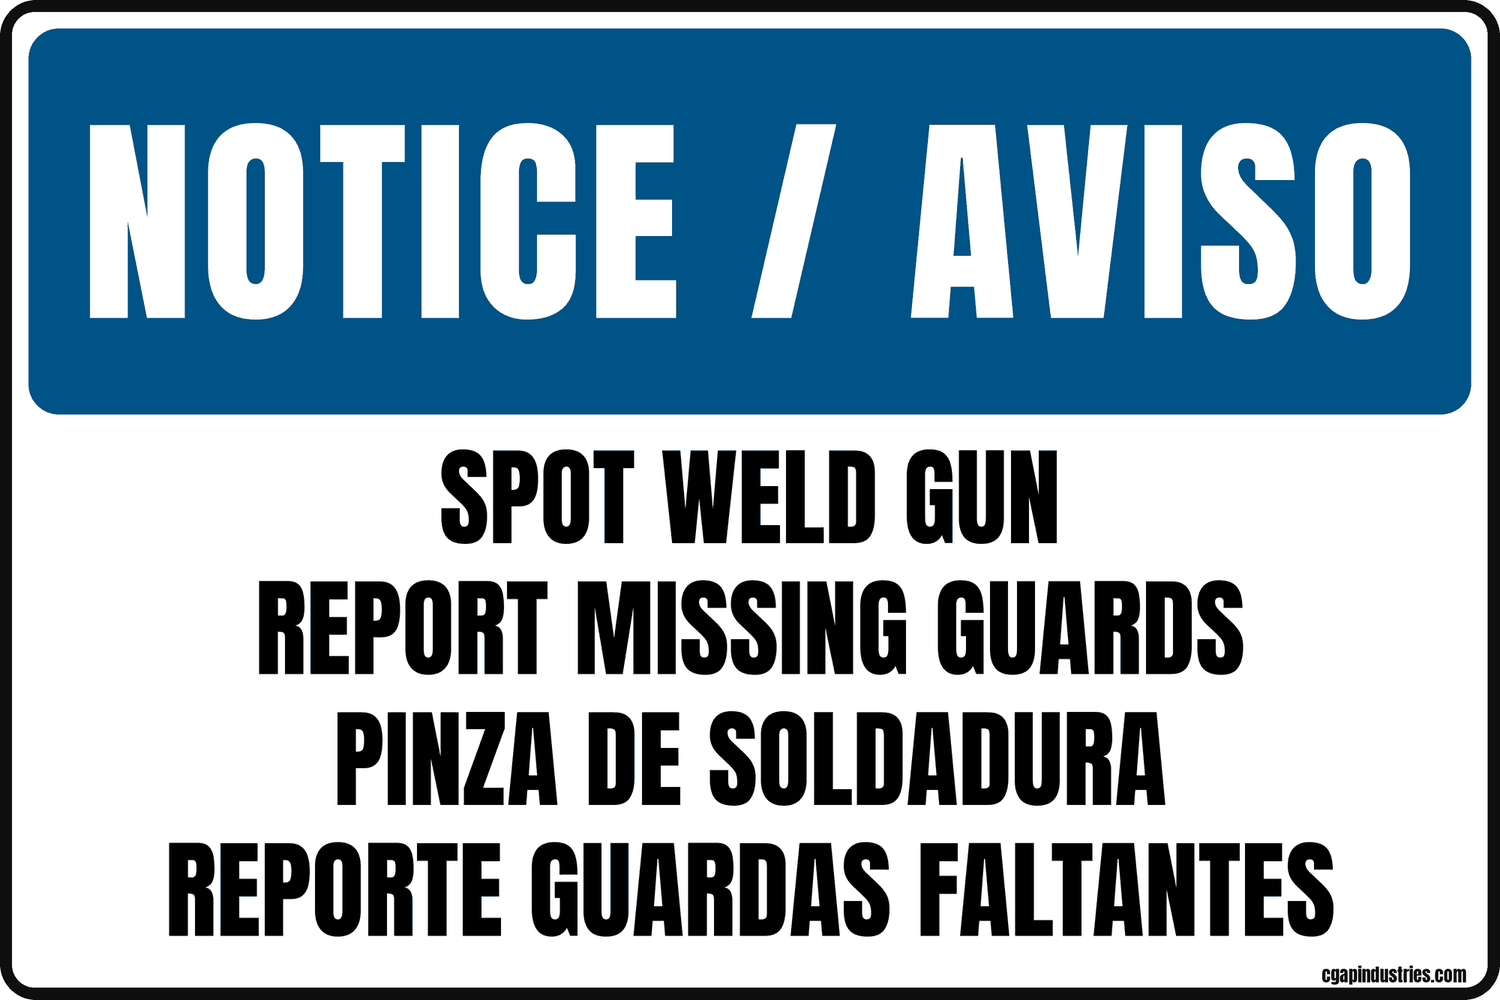 NOTICE / AVISO
SPOT WELD GUN
REPORT MISSING GUARDS
PINZA DE SOLDADURA
REPORTE GUARDAS FALTANTES
cgapindustries.com